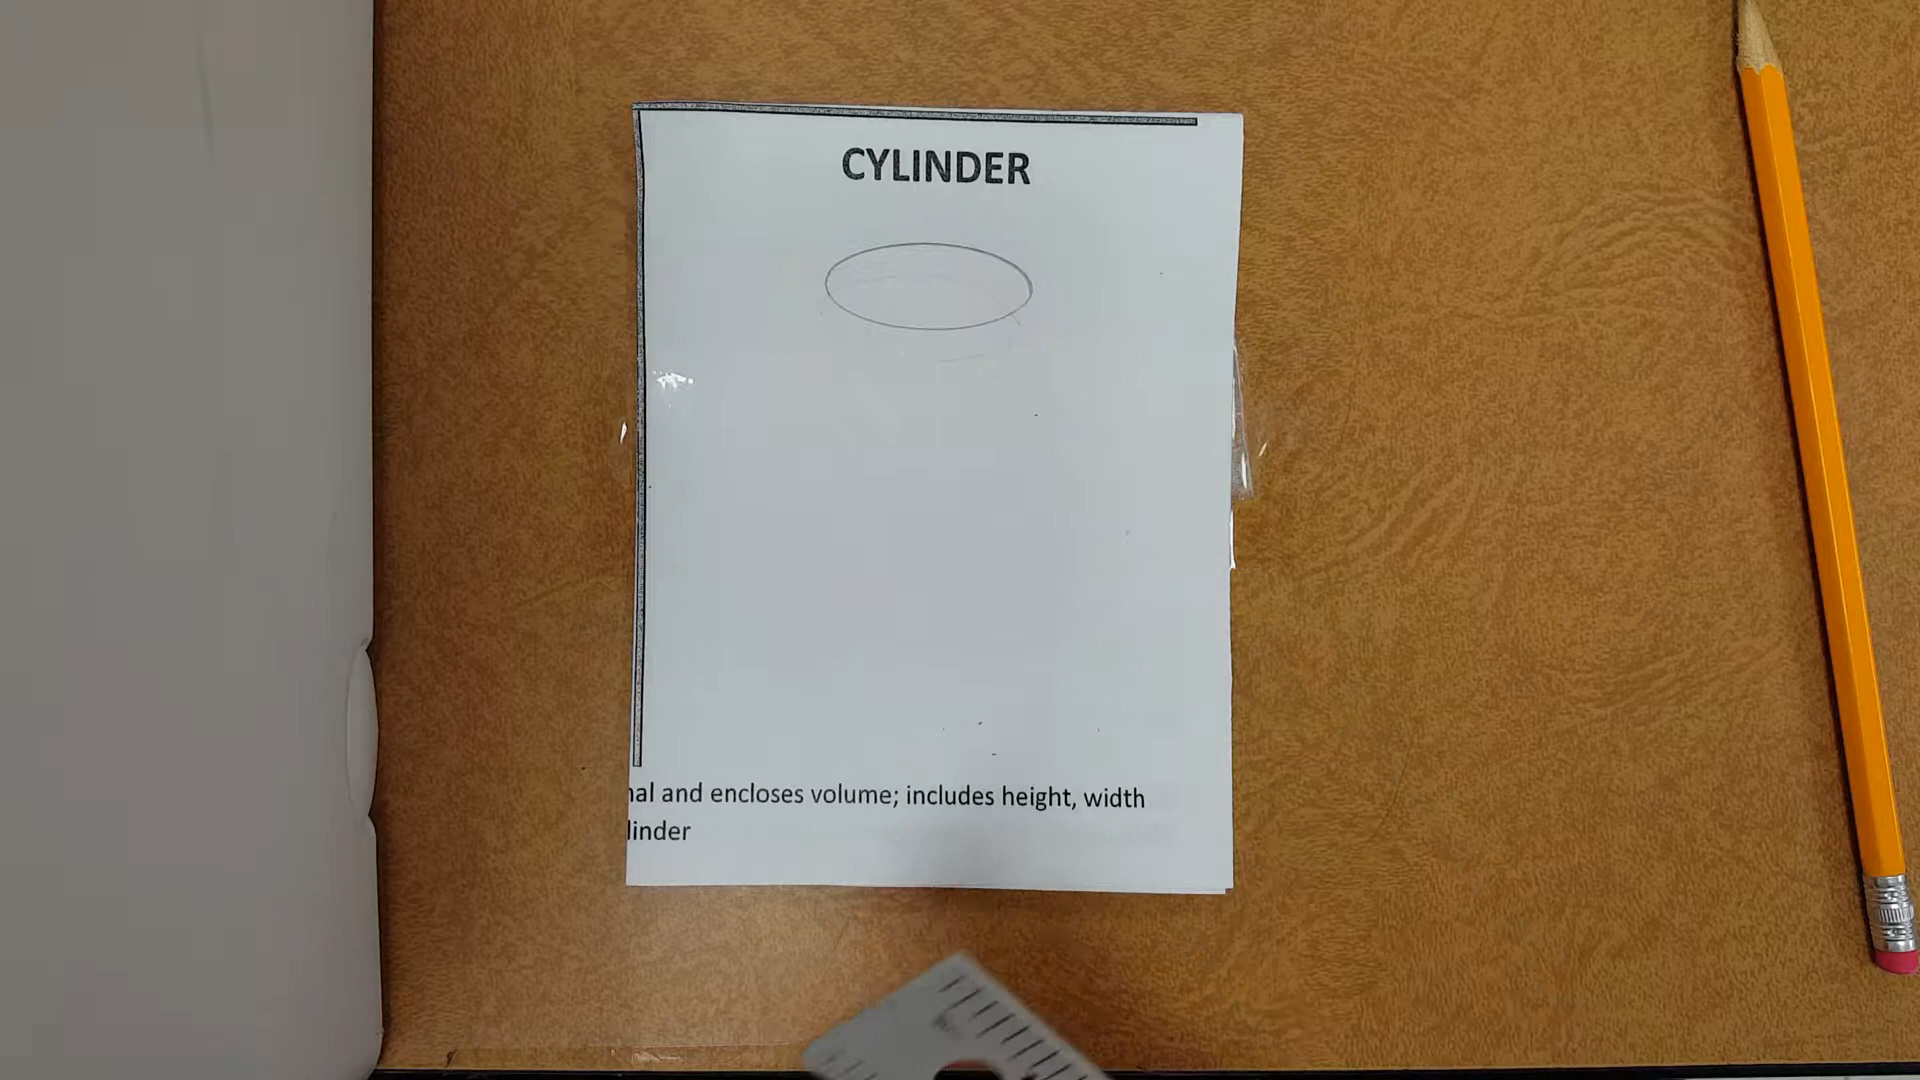 CYLINDER
nal and encloses volume; includes height, width
linder